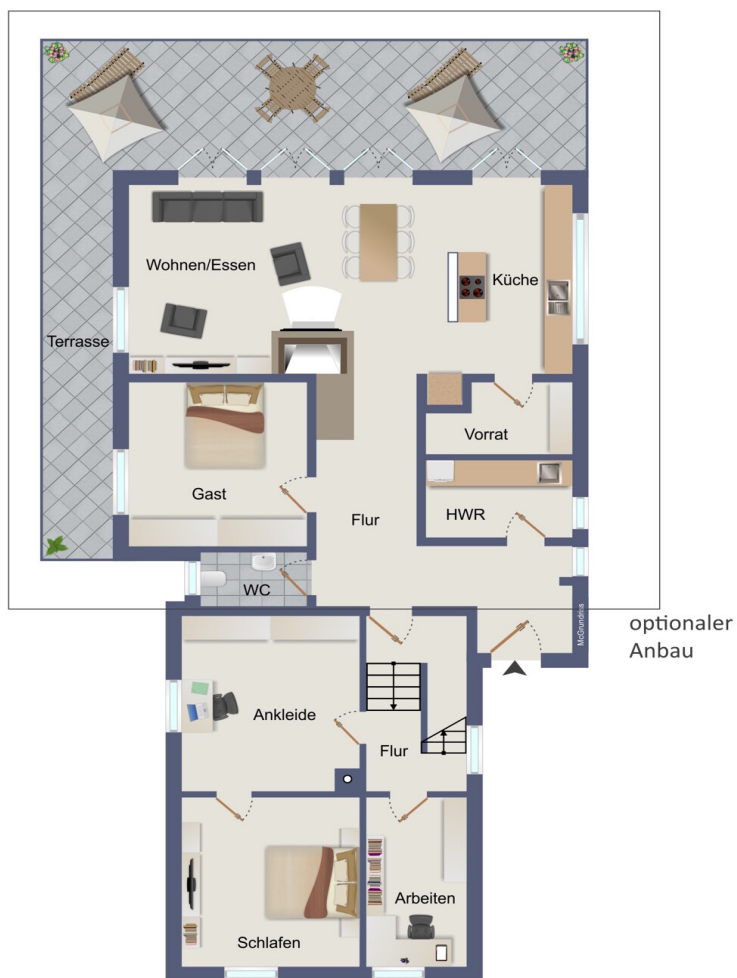 Wohnen/Essen
Küche
Terrasse
Vorrat
Gast
HWR
Flur
WC
McGrundriss
optionaler
Anbau
Ankleide
Flur
Arbeiten
Schlafen